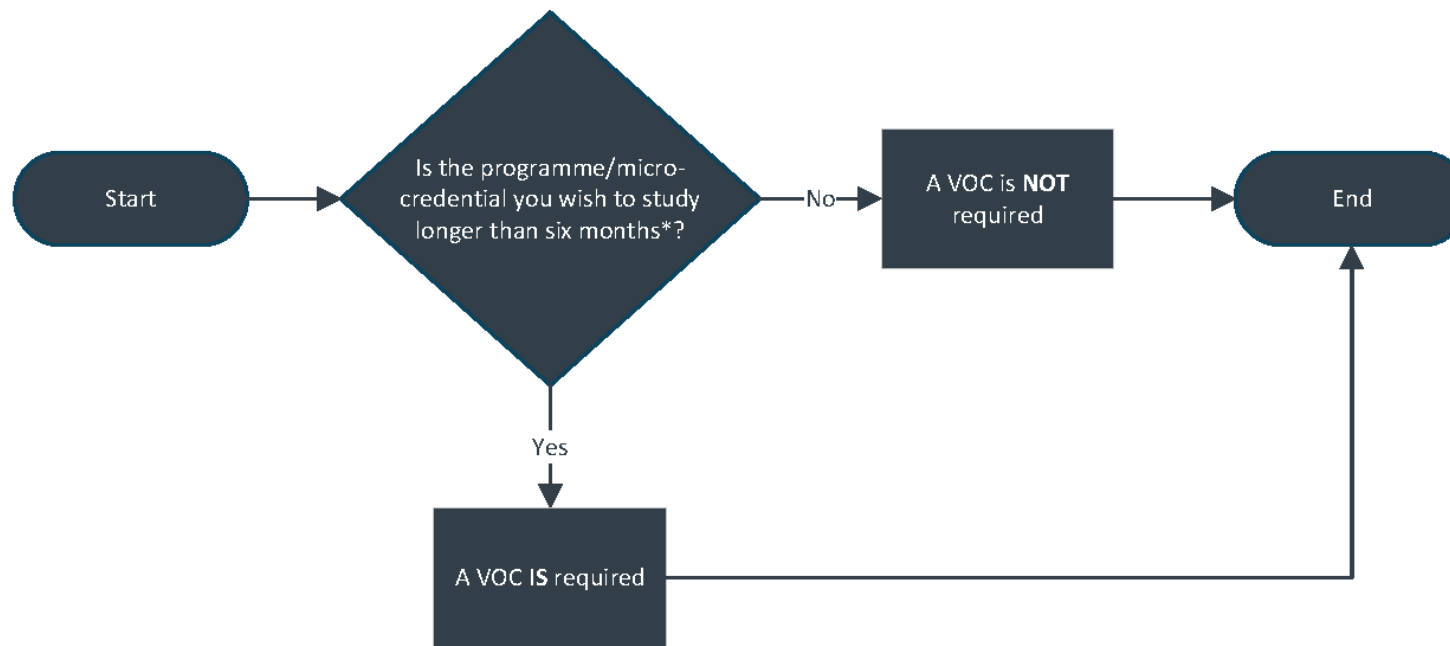 Start
Is the programme/micro-
credential you wish to study
longer than six months*?
No
A VOC is NOT
required
End
Yes
A VOC IS required